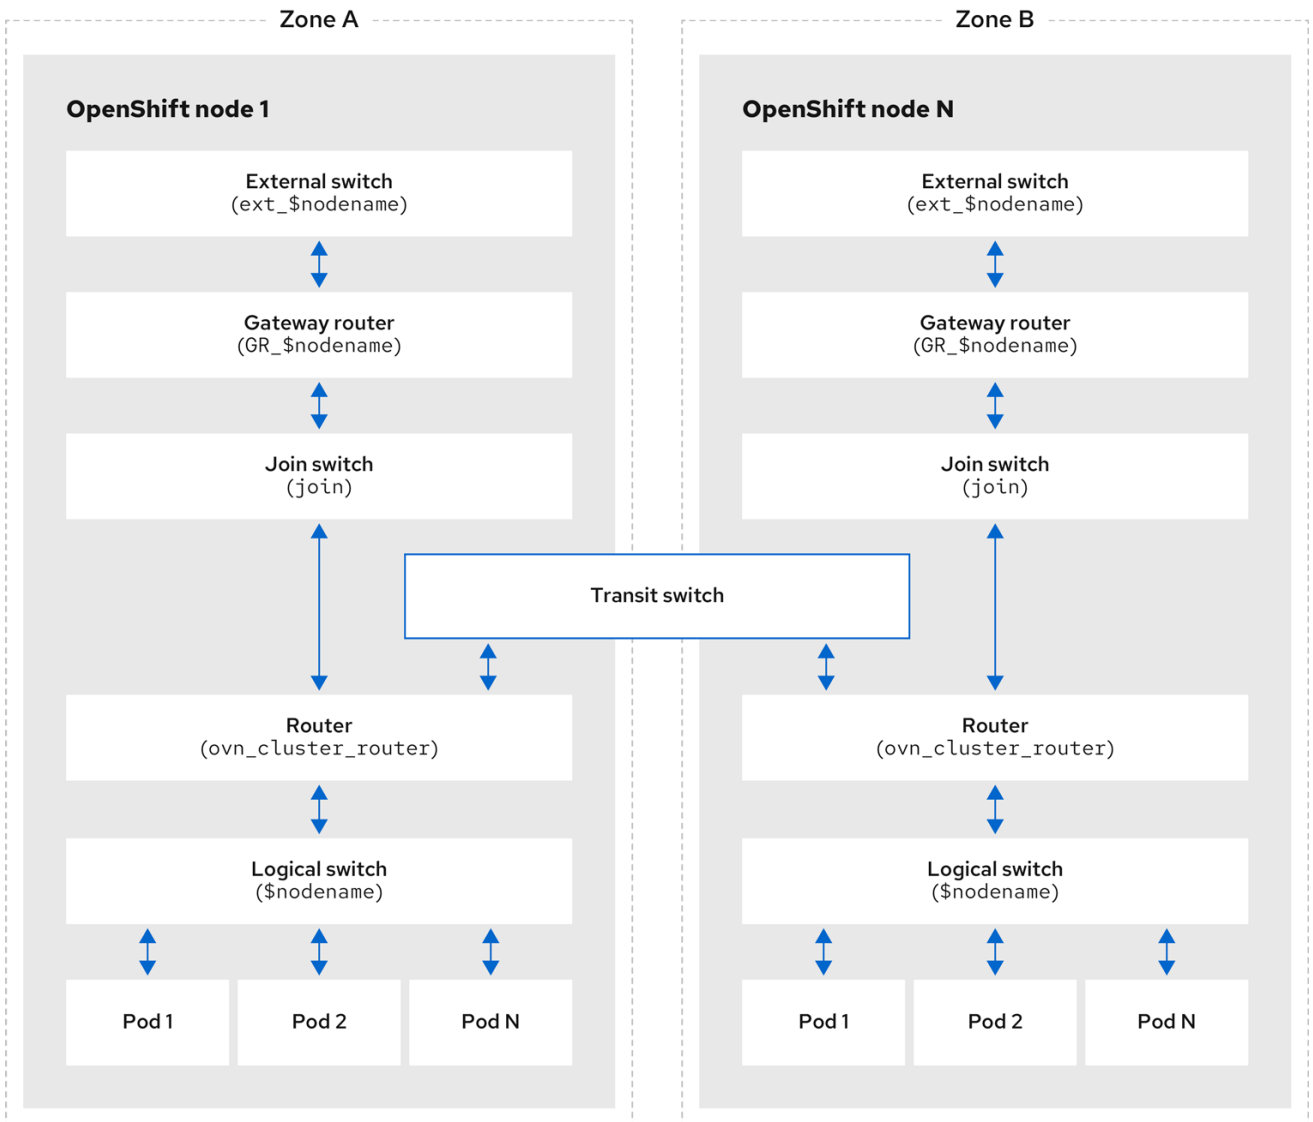 Zone A
OpenShift node 1
External switch
(ext_$nodename)
Gateway router
(GR_$nodename)
Join switch
(join)
Transit switch
Router
(ovn_cluster_router)
Logical switch
($nodename)
Pod 1
Pod 2
Pod N
Zone B
OpenShift node N
External switch
(ext_$nodename)
Gateway router
(GR_$nodename)
Join switch
(join)
Router
(ovn_cluster_router)
Logical switch
($nodename)
Pod 1
Pod 2
Pod N